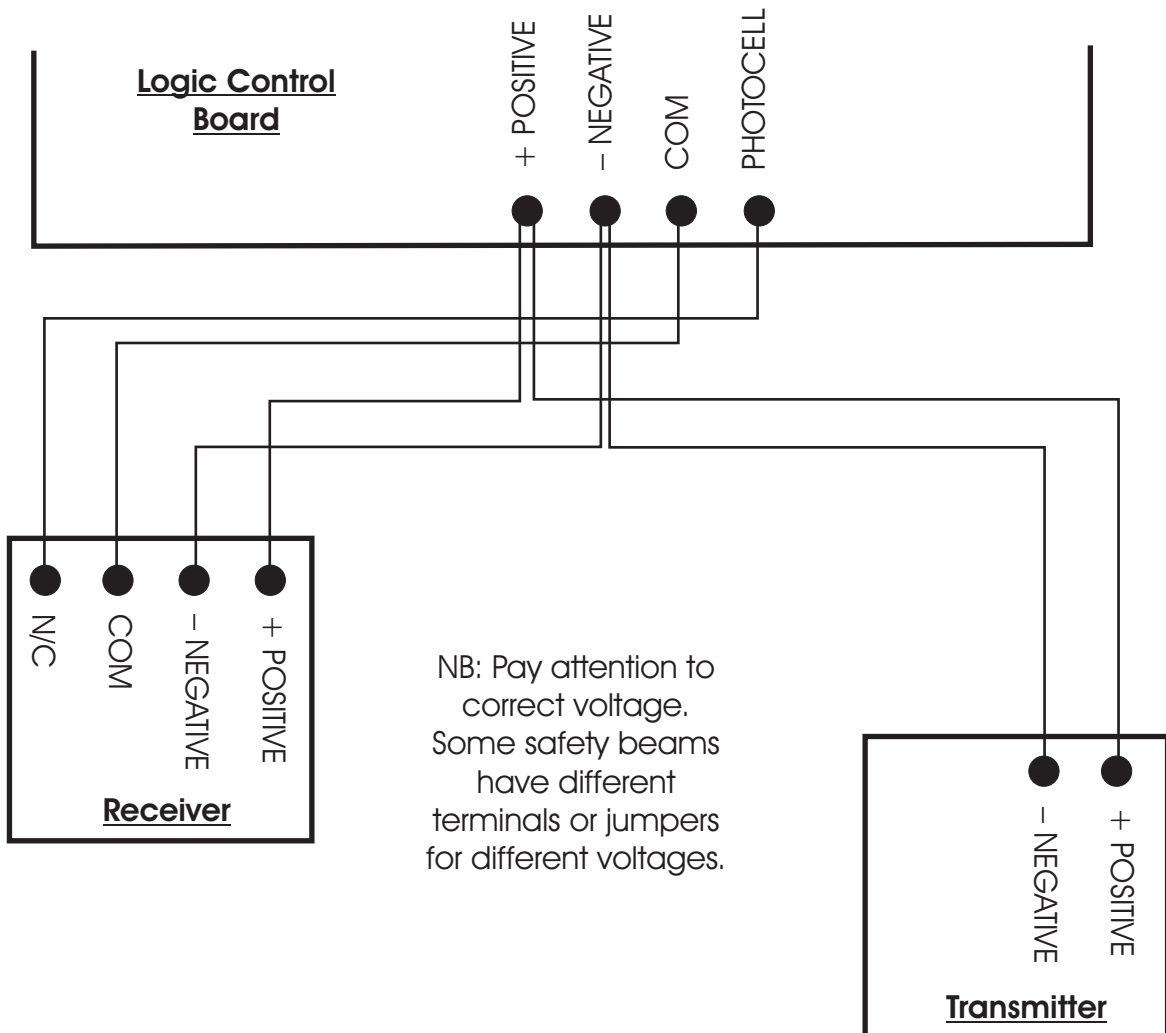 Logic Control
Board
+ POSITIVE
– NEGATIVE
COM
PHOTOCELL
N/C
COM
– NEGATIVE
+ POSITIVE
Receiver
NB: Pay attention to
correct voltage.
Some safety beams
have different
terminals or jumpers
for different voltages.
– NEGATIVE
+ POSITIVE
Transmitter